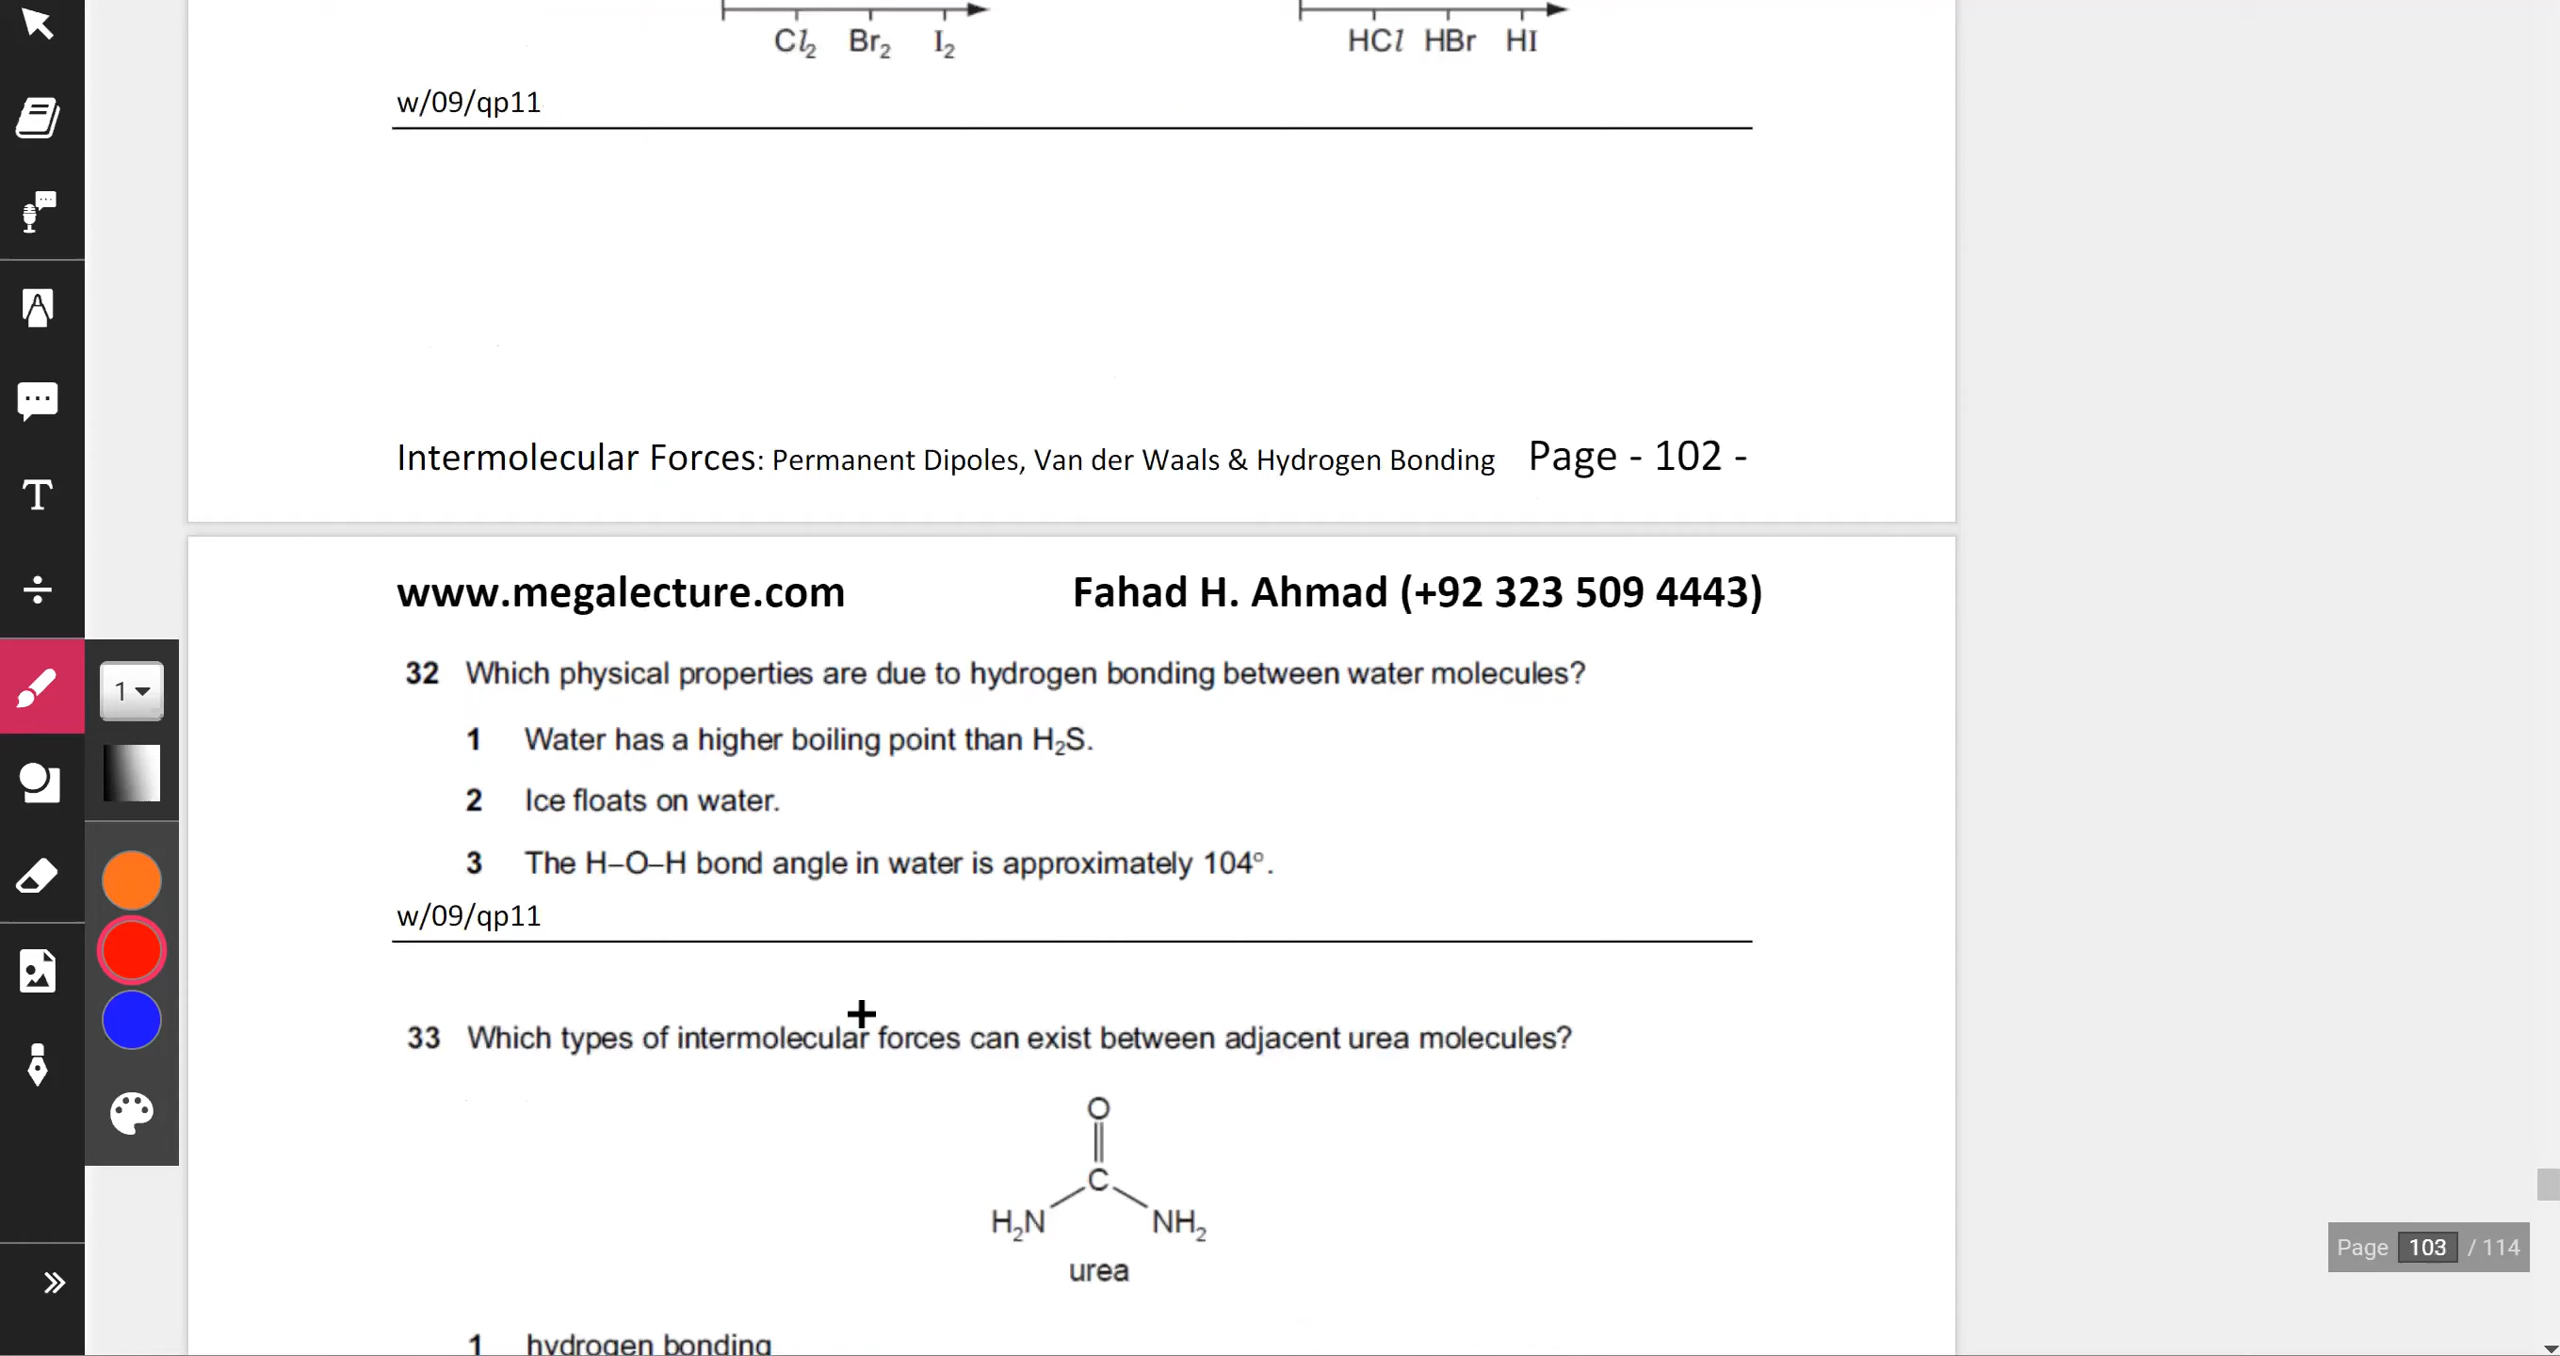 Cl2 Br2 I2 HCl HBr HI
w/09/qp11
Intermolecular Forces: Permanent Dipoles, Van der Waals & Hydrogen Bonding Page - 102 -
www.megalecture.com Fahad H. Ahmad (+92 323 509 4443)
32 Which physical properties are due to hydrogen bonding between water molecules?
1 Water has a higher boiling point than H2S.
2 Ice floats on water.
3 The H–O–H bond angle in water is approximately 104°.
w/09/qp11
33 Which types of intermolecular forces can exist between adjacent urea molecules?
O
C
H2N NH2
urea
1 hydrogen bonding
T
1
Page 103 / 114